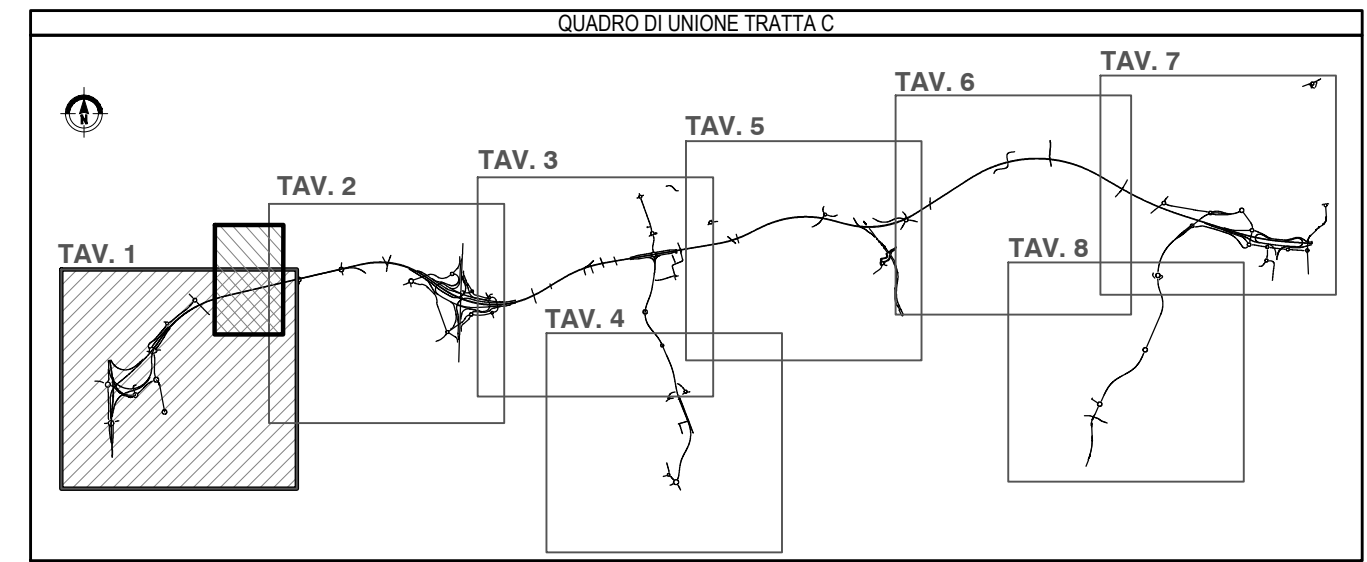 QUADRO DI UNIONE TRATTA C
N
TAV. 1
TAV. 2
TAV. 3
TAV. 4
TAV. 5
TAV. 6
TAV. 7
TAV. 8